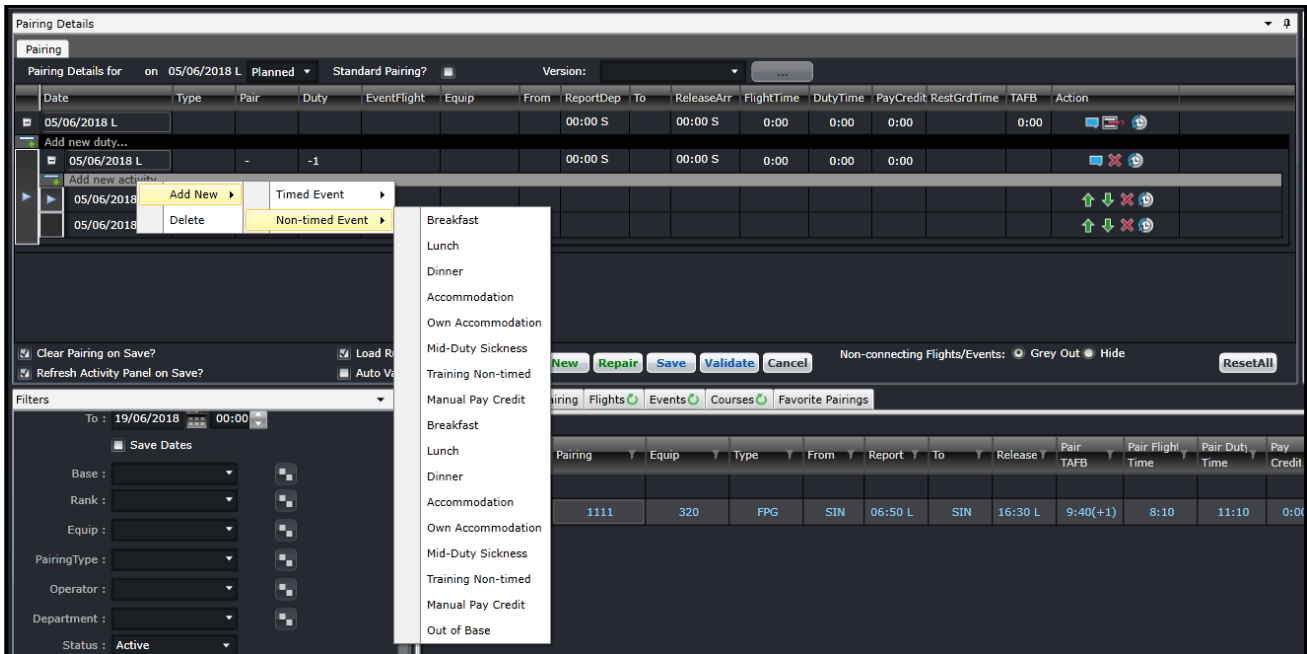 Pairing Details
Pairing
Pairing Details for on 05/06/2018 L Planned Standard Pairing? Version: ...
Date Type Pair Duty EventFlight Equip From ReportDep To ReleaseArr FlightTime DutyTime PayCredit RestGrdTime TAFB Action
05/06/2018 L 00:00 S 00:00 S 0:00 0:00 0:00 0:00
Add new duty...
05/06/2018 L - -1 00:00 S 00:00 S 0:00 0:00 0:00
Add new activity
05/06/2018 Add New Timed Event
05/06/2018 Delete Non-timed Event Breakfast
Lunch
Dinner
Accommodation
Own Accommodation
Mid-Duty Sickness
Training Non-timed
Manual Pay Credit
Breakfast
Lunch
Dinner
Accommodation
Own Accommodation
Mid-Duty Sickness
Training Non-timed
Manual Pay Credit
Out of Base
Clear Pairing on Save? Load New Repair Save Validate Cancel Non-connecting Flights/Events: Grey Out Hide ResetAll
Refresh Activity Panel on Save? Auto
Filters Flights Events Courses Favorite Pairings
To : 19/06/2018 00:00
Save Dates
Base :
Rank :
Equip :
PairingType :
Operator :
Department :
Status : Active
Pairing Equip Type From Report To Release Pair TAFB Pair Flight Time Pair Duty Time Pay Credit
1111 320 FPG SIN 06:50 L SIN 16:30 L 9:40(+1) 8:10 11:10 0:00